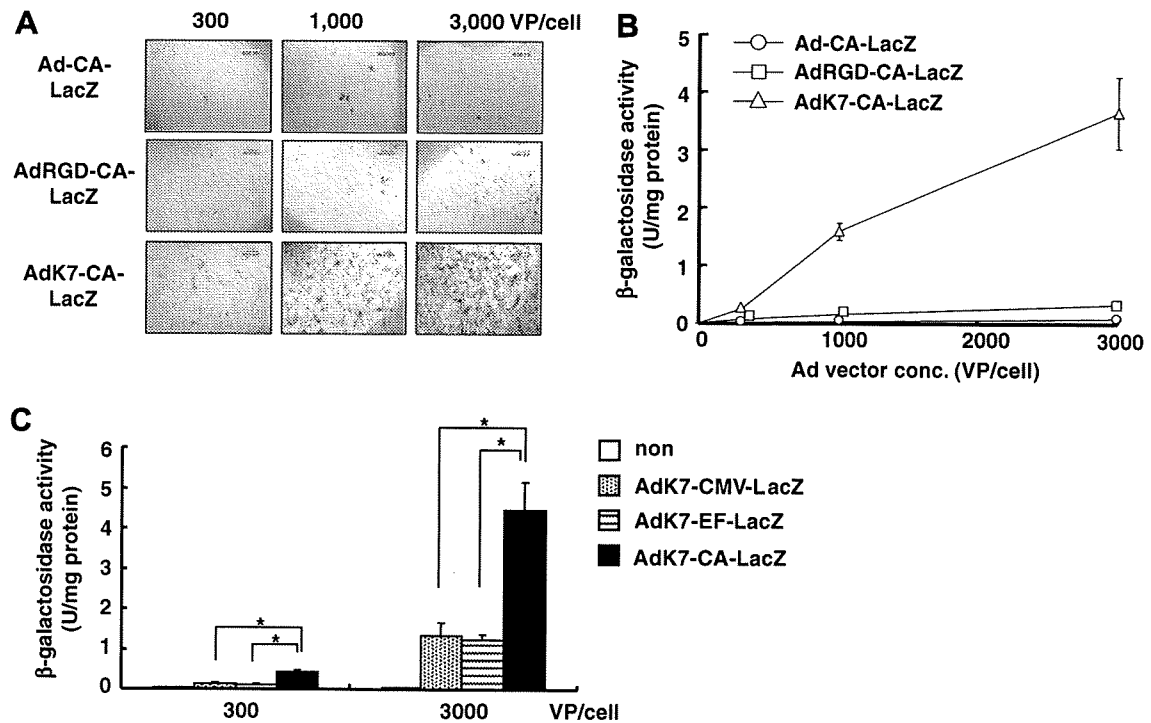 A
300 1,000 3,000 VP/cell
Ad-CA-
LacZ
AdRGD-CA-
LacZ
AdK7-CA-
LacZ
B
β-galactosidase activity
(U/mg protein)
5
4
3
2
1
0
Ad-CA-LacZ
AdRGD-CA-LacZ
AdK7-CA-LacZ
0 1000 2000 3000
Ad vector conc. (VP/cell)
C
β-galactosidase activity
(U/mg protein)
6
5
4
3
2
1
0
*
*
*
*
300 3000 VP/cell
non
AdK7-CMV-LacZ
AdK7-EF-LacZ
AdK7-CA-LacZ